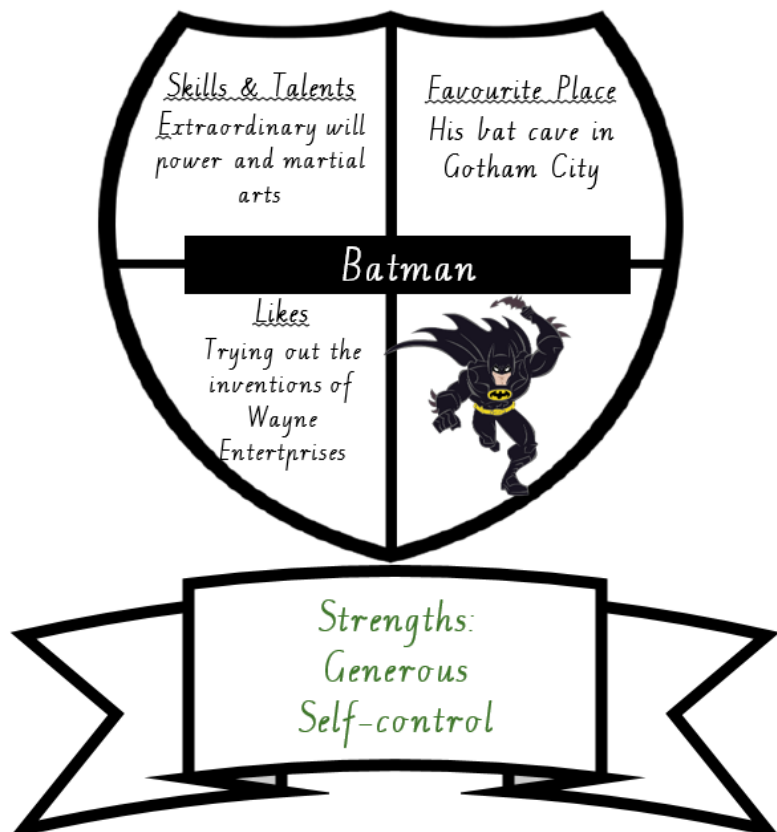 Skills & Talents
Extraordinary will
power and martial
arts
Favourite Place
His bat cave in
Gotham City
Batman
Likes
Trying out the
inventions of
Wayne
Entertprises
Strengths:
Generous
Self-control